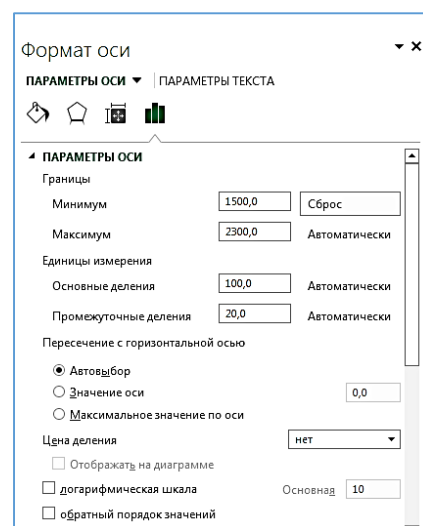 Формат оси
ПАРАМЕТРЫ ОСИ ПАРАМЕТРЫ ТЕКСТА
ПАРАМЕТРЫ ОСИ
Границы
Минимум 1500,0 Сброс
Максимум 2300,0 Автоматически
Единицы измерения
Основные деления 100,0 Автоматически
Промежуточные деления 20,0 Автоматически
Пересечение с горизонтальной осью
Автовыбор
Значение оси 0,0
Максимальное значение по оси
Цена деления нет
Отображать на диаграмме
логарифмическая шкала Основная 10
обратный порядок значений